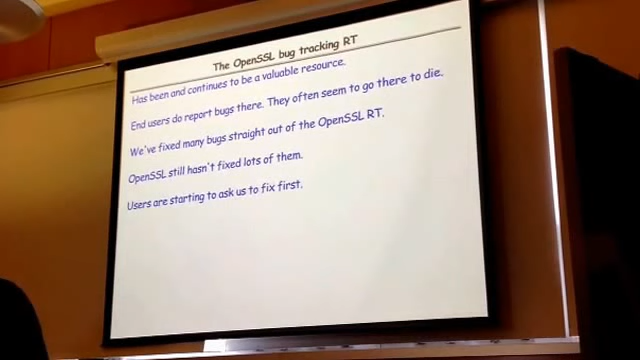 The OpenSSL bug tracking RT
Has been and continues to be a valuable resource.
End users do report bugs there. They often seem to go there to die.
We've fixed many bugs straight out of the OpenSSL RT.
OpenSSL still hasn't fixed lots of them.
Users are starting to ask us to fix first.